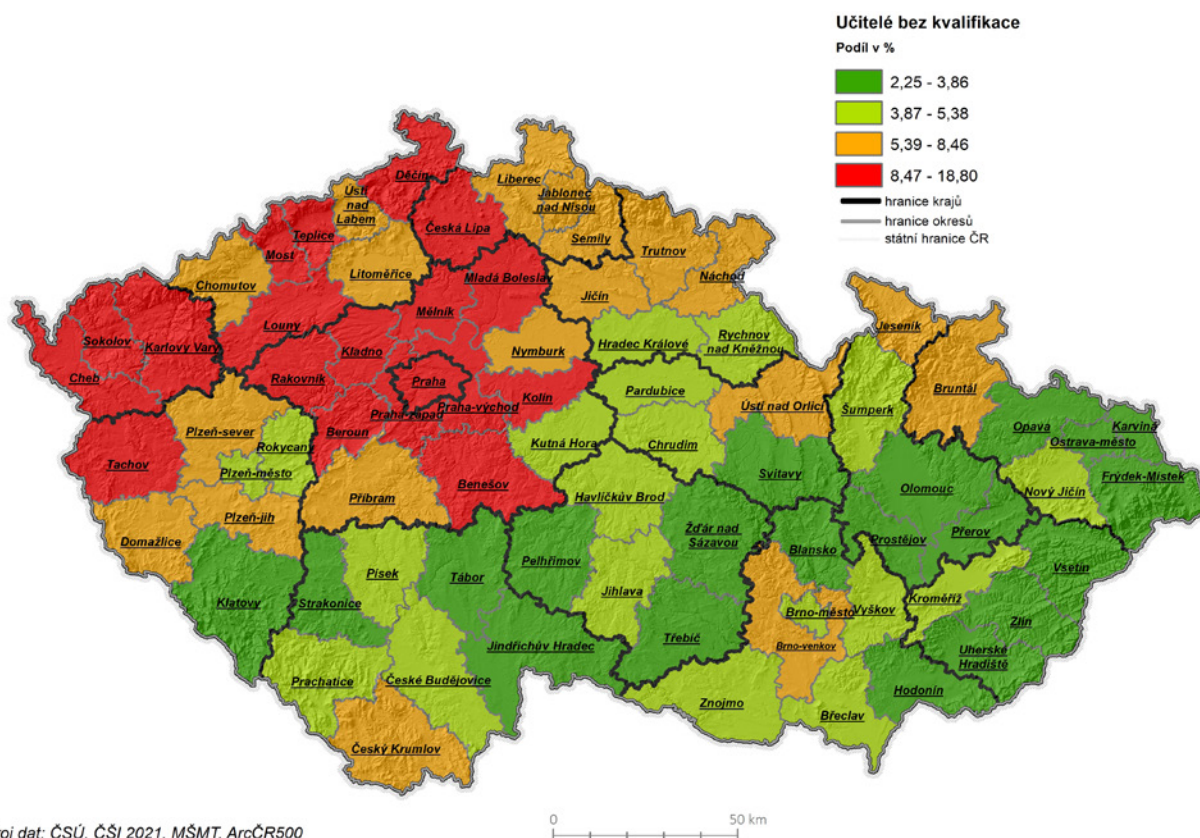 Učitelé bez kvalifikace
Podíl v %
2,25 - 3,86
3,87 - 5,38
5,39 - 8,46
8,47 - 18,80
hranice krajů
hranice okresů
státní hranice ČR
Děčín
Liberec
Ústí
nad
Labem
Jablonec
nad Nisou
Česká Lípa
Teplice
Semily
Trutnov
Most
Litoměřice
Mladá Boleslav
Náchod
Chomutov
Jičín
Mělník
Louny
Jeseník
Sokolov
Karlovy Vary
Kladno
Nymburk
Hradec Králové
Rychnov
nad Kněžnou
Cheb
Rakovník
Praha
Bruntál
Pardubice
Kolín
Praha-západ
Praha-východ
Ústí nad Orlicí
Šumperk
Beroun
Plzeň-sever
Rokycany
Kutná Hora
Chrudim
Opava
Karviná
Ostrava-město
Tachov
Plzeň-město
Svitavy
Frýdek-Místek
Benešov
Olomouc
Nový Jičín
Příbram
Havlíčkův Brod
Plzeň-jih
Žďár nad
Sázavou
Přerov
Domažlice
Prostějov
Blansko
Pelhřimov
Vsetín
Písek
Tábor
Klatovy
Strakonice
Jihlava
Kroměříž
Brno-město
Vyškov
Zlín
Třebíč
Jindřichův Hradec
Brno-venkov
Uherské
Hradiště
Prachatice
České Budějovice
Hodonín
Znojmo
Břeclav
Český Krumlov
oj dat: ČSÚ, ČŠI 2021, MŠMT, ArcČR500
0
50 km